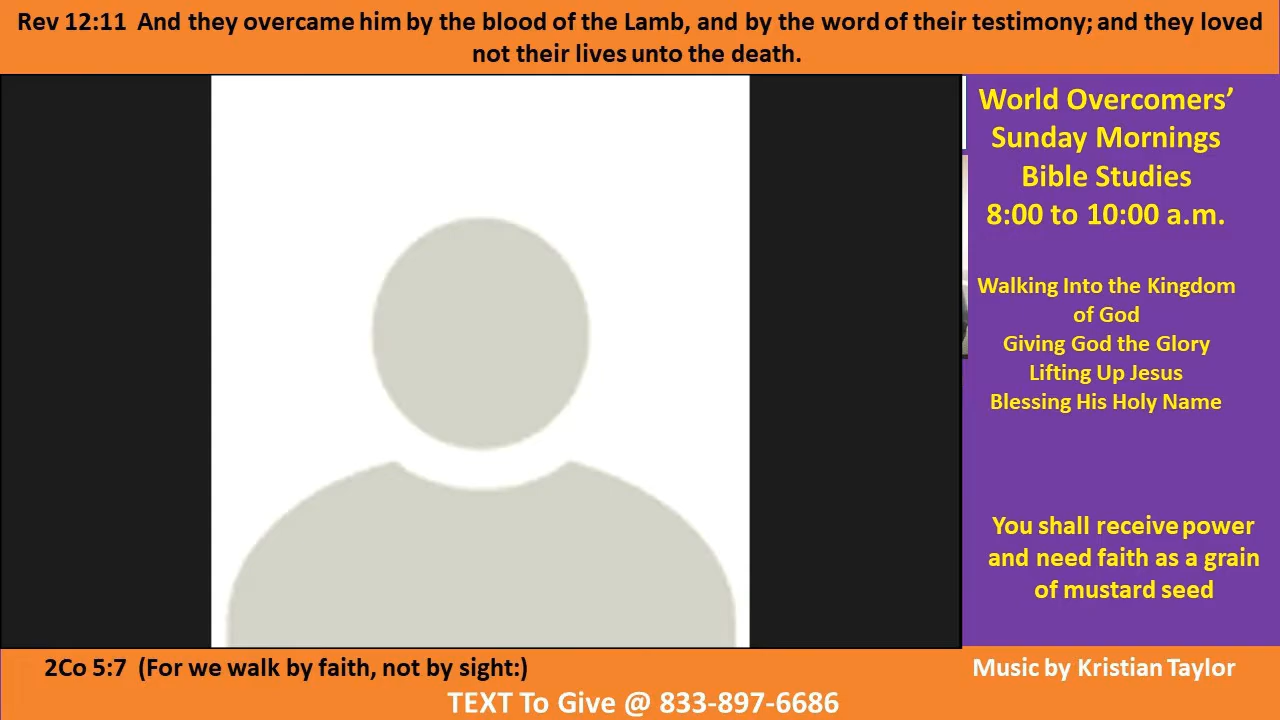 Rev 12:11 And they overcame him by the blood of the Lamb, and by the word of their testimony; and they loved
not their lives unto the death.
World Overcomers’
Sunday Mornings
Bible Studies
8:00 to 10:00 a.m.
Walking Into the Kingdom
of God
Giving God the Glory
Lifting Up Jesus
Blessing His Holy Name
You shall receive power
and need faith as a grain
of mustard seed
2Co 5:7 (For we walk by faith, not by sight:)
Music by Kristian Taylor
TEXT To Give @ 833-897-6686